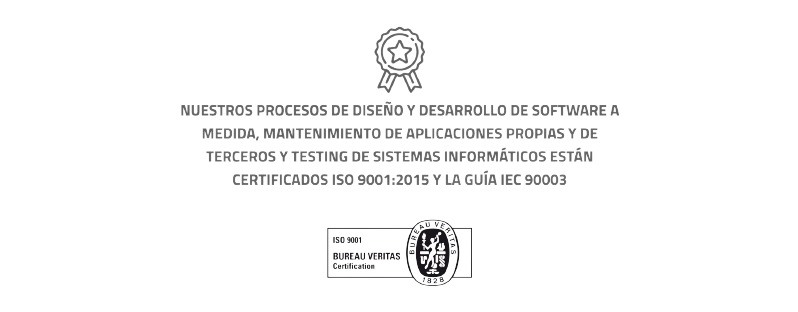 NUESTROS PROCESOS DE DISEÑO Y DESARROLLO DE SOFTWARE A
MEDIDA, MANTENIMIENTO DE APLICACIONES PROPIAS Y DE
TERCEROS Y TESTING DE SISTEMAS INFORMÁTICOS ESTÁN
CERTIFICADOS ISO 9001:2015 Y LA GUÍA IEC 90003
ISO 9001
BUREAU VERITAS
Certification
BUREAU VERITAS
1828